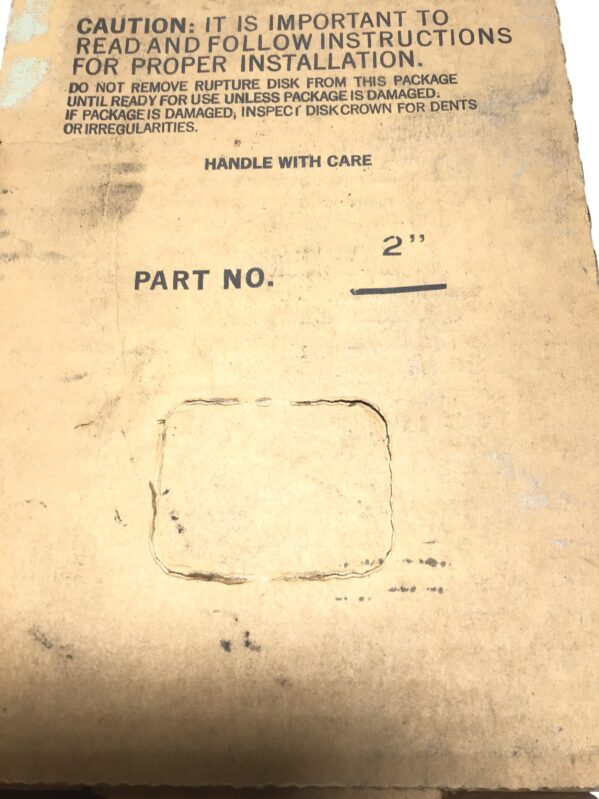 CAUTION: IT IS IMPORTANT TO
READ AND FOLLOW INSTRUCTIONS
FOR PROPER INSTALLATION.
DO NOT REMOVE RUPTURE DISK FROM THIS PACKAGE
UNTIL READY FOR USE UNLESS PACKAGE IS DAMAGED.
IF PACKAGE IS DAMAGED, INSPECT DISK CROWN FOR DENTS
OR IRREGULARITIES.
HANDLE WITH CARE
2”
PART NO.